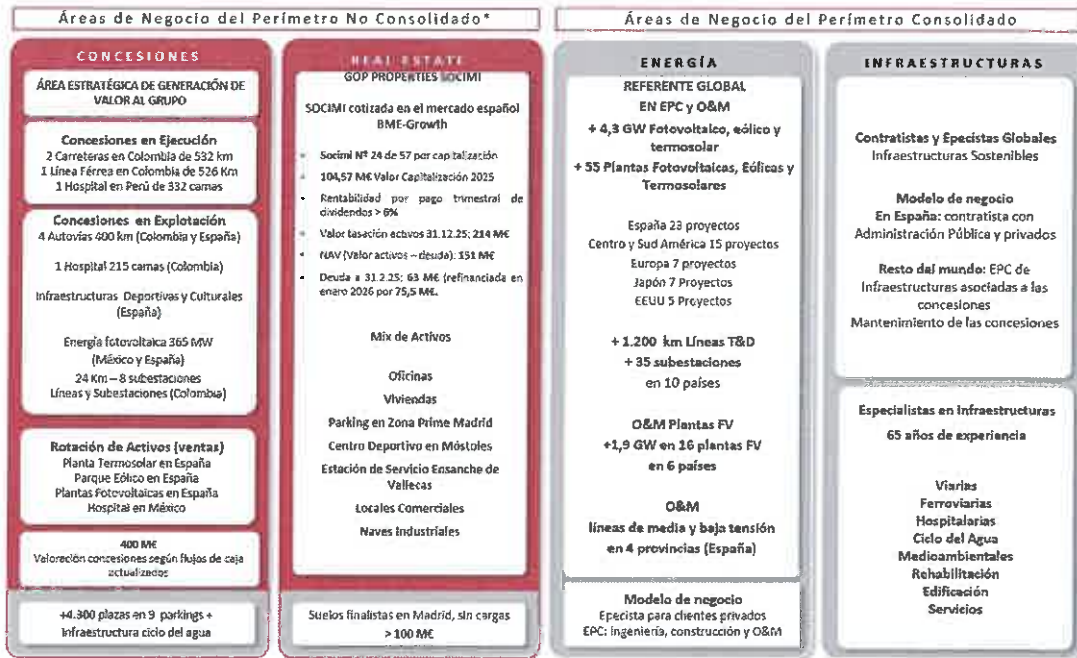 Áreas de Negocio del Perímetro No Consolidado*
CONCESIONES
ÁREA ESTRATÉGICA DE GENERACIÓN DE
VALOR AL GRUPO
Concesiones en Ejecución
2 Carreteras en Colombia de 532 km
1 Línea Férrea en Colombia de 526 Km
1 Hospital en Perú de 332 camas
Concesiones en Explotación
4 Autovías 400 km (Colombia y España)
1 Hospital 215 camas (Colombia)
Infraestructuras Deportivas y Culturales
(España)
Energía fotovoltaica 365 MW
(México y España)
24 Km – 8 subestaciones
Líneas y Subestaciones (Colombia)
Rotación de Activos (ventas)
Planta Termosolar en España
Parque Eólico en España
Plantas Fotovoltaicas en España
Hospital en México
400 M€
Valoración concesiones según flujos de caja
actualizados
+4.300 plazas en 9 parkings +
Infraestructura ciclo del agua
REAL ESTATE
GOP PROPERTIES SOCIMI
SOCIMI cotizada en el mercado español
BME-Growth
• Socimi Nº 24 de 57 por capitalización
• 104,57 M€ Valor Capitalización 2025
• Rentabilidad por pago trimestral de
dividendos > 6%
• Valor tasación activos 31.12.25; 214 M€
• NAV (Valor activos – deuda): 151 M€
• Deuda a 31.2.25; 63 M€ (refinanciada en
enero 2026 por 75,5 M€.
Mix de Activos
Oficinas
Viviendas
Parking en Zona Prime Madrid
Centro Deportivo en Móstoles
Estación de Servicio Ensanche de
Vallecas
Locales Comerciales
Naves Industriales
Suelos finalistas en Madrid, sin cargas
> 100 M€
Áreas de Negocio del Perímetro Consolidado
ENERGÍA
REFERENTE GLOBAL
EN EPC y O&M
+ 4,3 GW Fotovoltaico, eólico y
termosolar
+ 55 Plantas Fotovoltaicas, Eólicas y
Termosolares
España 23 proyectos
Centro y Sud América 15 proyectos
Europa 7 proyectos
Japón 7 Proyectos
EEUU 5 Proyectos
+ 1.200 km Líneas T&D
+ 35 subestaciones
en 10 países
O&M Plantas FV
+1,9 GW en 16 plantas FV
en 6 países
O&M
líneas de media y baja tensión
en 4 provincias (España)
Modelo de negocio
Epecista para clientes privados
EPC: ingeniería, construcción y O&M
INFRAESTRUCTURAS
Contratistas y Epecistas Globales
Infraestructuras Sostenibles
Modelo de negocio
En España: contratista con
Administración Pública y privados
Resto del mundo: EPC de
Infraestructuras asociadas a las
concesiones
Mantenimiento de las concesiones
Especialistas en Infraestructuras
65 años de experiencia
Viarias
Ferroviarias
Hospitalarias
Ciclo del Agua
Medioambientales
Rehabilitación
Edificación
Servicios